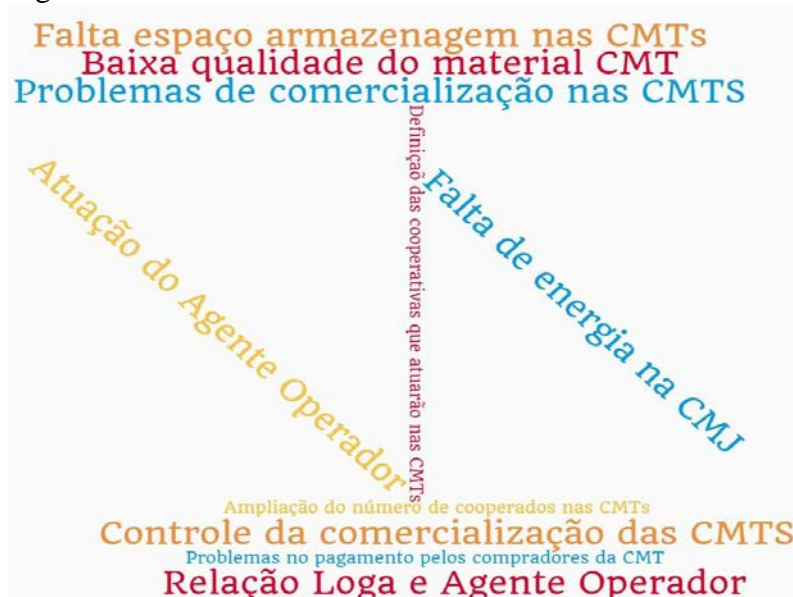 Falta espaço armazenagem nas CMTs
Baixa qualidade do material CMT
Problemas de comercialização nas CMTS
Definiçaõ das cooperativas que atuarão nas CMTs
Atuação do Agente Operador
Falta de energia na CMJ
Ampliação do número de cooperados nas CMTs
Controle da comercialização das CMTS
Problemas no pagamento pelos compradores da CMT
Relação Loga e Agente Operador